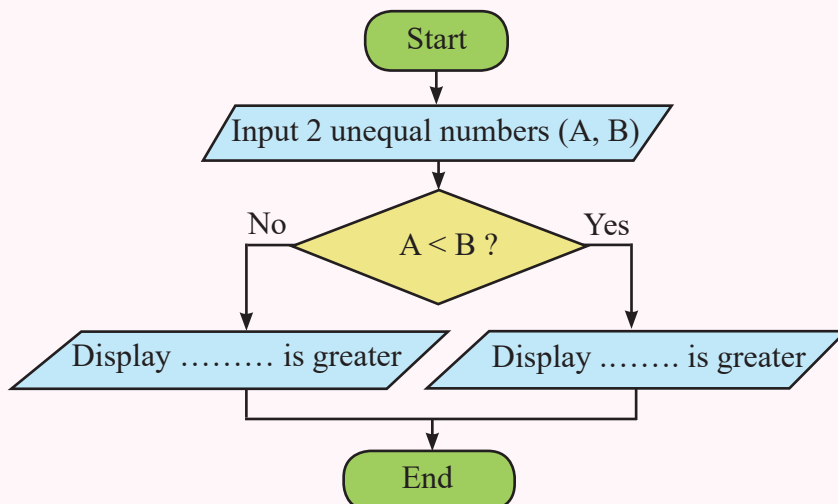 Start
Input 2 unequal numbers (A, B)
A < B ?
No
Yes
Display ……… is greater
Display …….. is greater
End